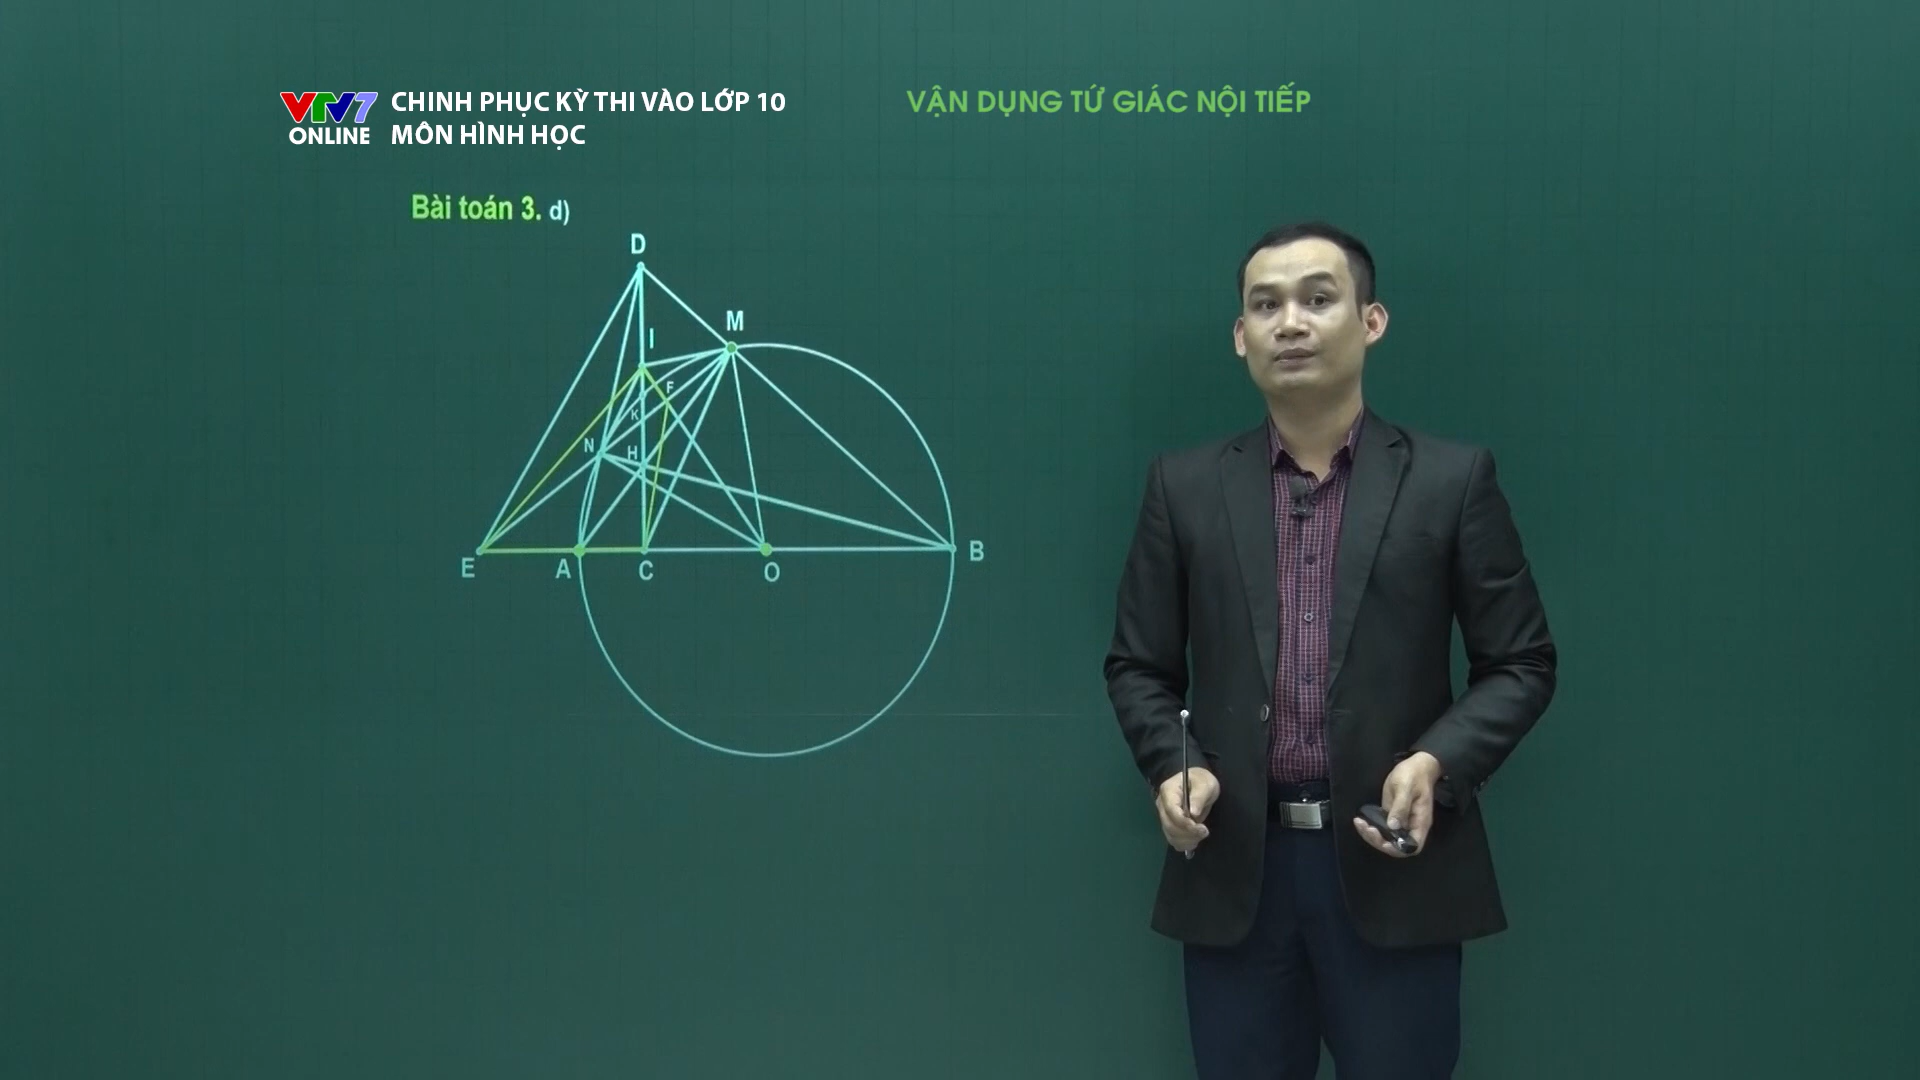 VTV7
ONLINE
CHINH PHỤC KỲ THI VÀO LỚP 10
MÔN HÌNH HỌC
VẬN DỤNG TỨ GIÁC NỘI TIẾP
Bài toán 3. d)
D
M
I
F
K
N
H
E
A
C
O
B